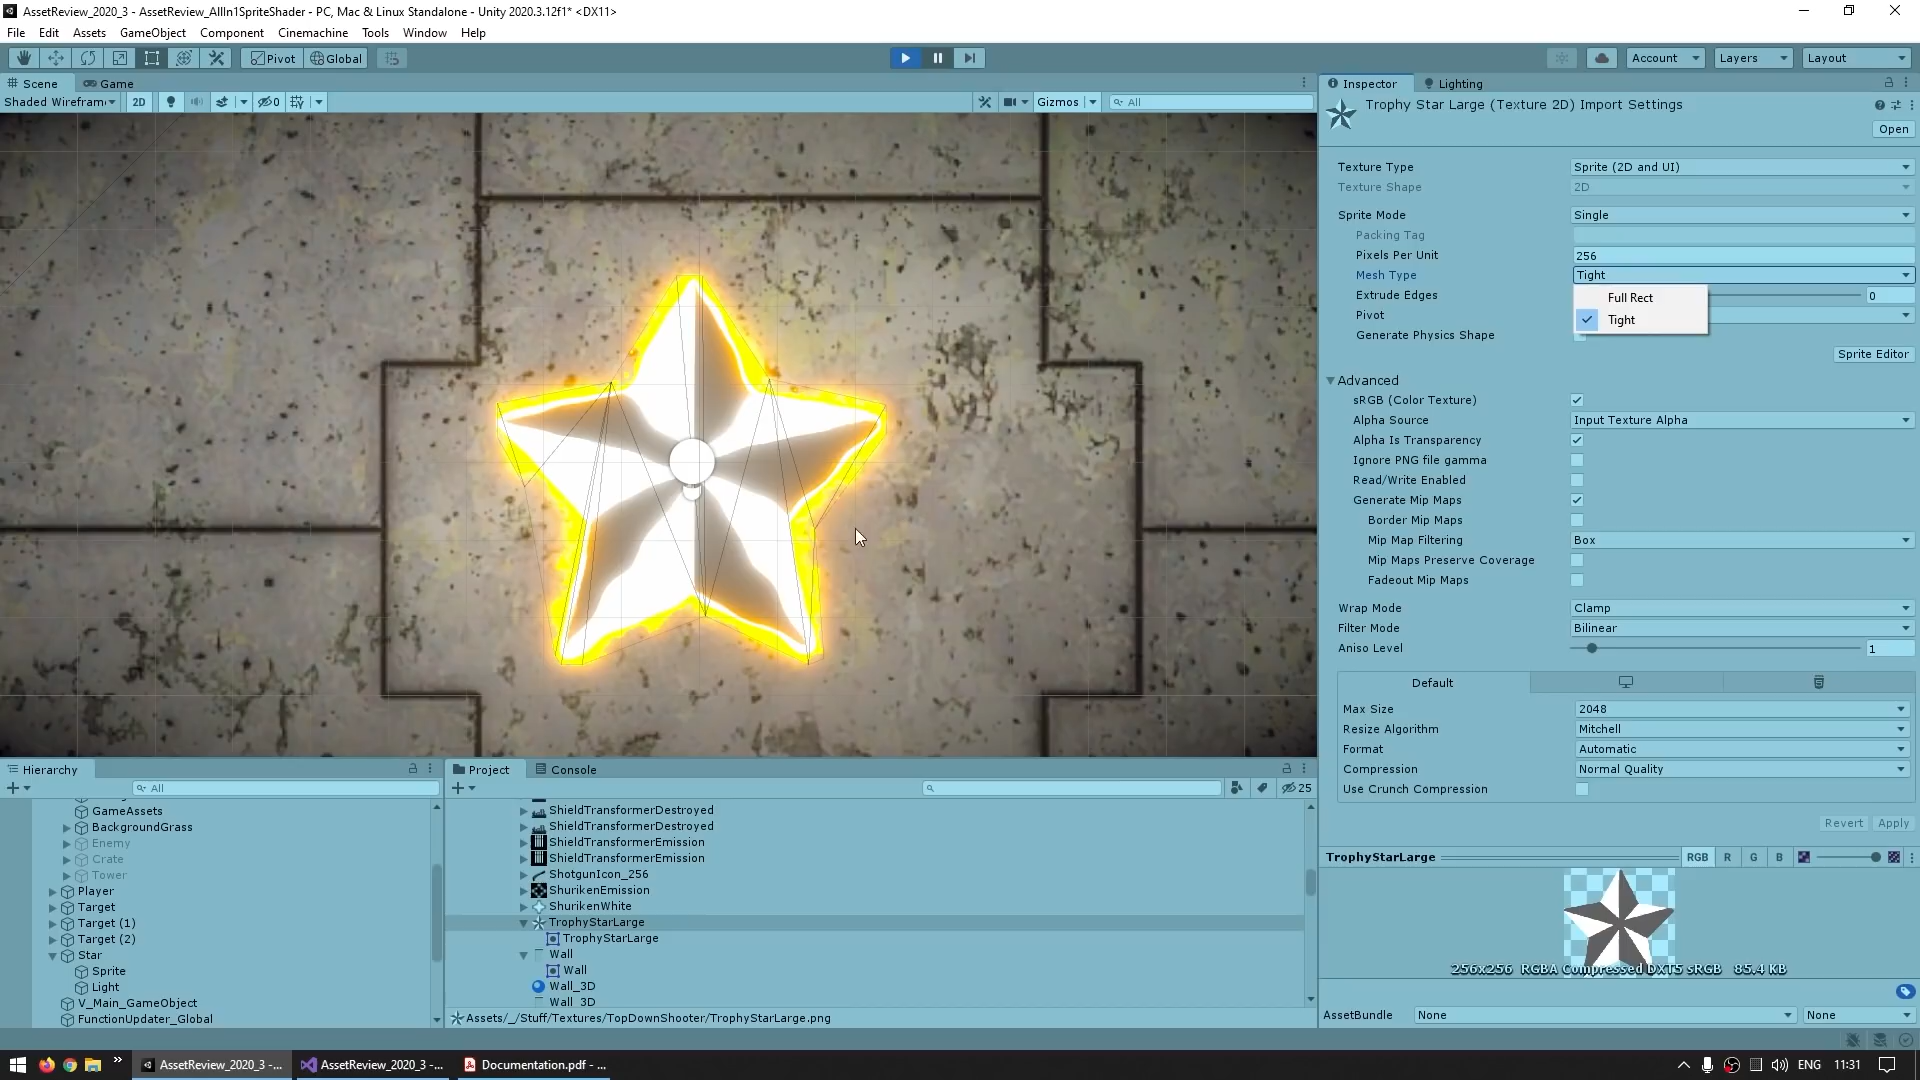 AssetReview_2020_3 - AssetReview_AllIn1SpriteShader - PC, Mac & Linux Standalone - Unity 2020.3.12f1* <DX11>
File Edit Assets GameObject Component Cinemachine Tools Window Help
Pivot Global Account Layers Layout
Scene Game
Shaded Wirefram 2D 0 Gizmos All
Inspector Lighting
Trophy Star Large (Texture 2D) Import Settings
Open
Texture Type Sprite (2D and UI)
Texture Shape 2D
Sprite Mode Single
Packing Tag
Pixels Per Unit 256
Mesh Type Tight
Full Rect
Tight
Extrude Edges 0
Pivot
Generate Physics Shape
Sprite Editor
Advanced
sRGB (Color Texture)
Alpha Source Input Texture Alpha
Alpha Is Transparency
Ignore PNG file gamma
Read/Write Enabled
Generate Mip Maps
Border Mip Maps
Mip Map Filtering Box
Mip Maps Preserve Coverage
Fadeout Mip Maps
Wrap Mode Clamp
Filter Mode Bilinear
Aniso Level 1
Default
Max Size 2048
Resize Algorithm Mitchell
Format Automatic
Compression Normal Quality
Use Crunch Compression
Revert Apply
TrophyStarLarge RGB R G B
256x256 RGBA Compressed DXT5 sRGB 85.4 KB
AssetBundle None None
Hierarchy
All
GameAssets
BackgroundGrass
Enemy
Crate
Tower
Player
Target
Target (1)
Target (2)
Star
Sprite
Light
V_Main_GameObject
FunctionUpdater_Global
Project Console
25
ShieldTransformerDestroyed
ShieldTransformerDestroyed
ShieldTransformerEmission
ShieldTransformerEmission
ShotgunIcon_256
ShurikenEmission
ShurikenWhite
TrophyStarLarge
TrophyStarLarge
Wall
Wall
Wall_3D
Wall_3D
Assets/_/Stuff/Textures/TopDownShooter/TrophyStarLarge.png
AssetReview_2020_3 -... AssetReview_2020_3 -... Documentation.pdf - ... ENG 11:31